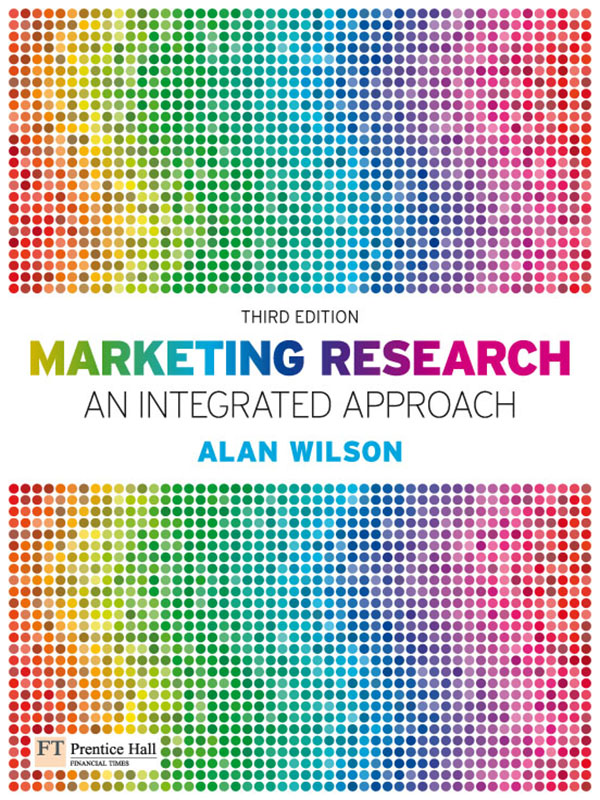 THIRD EDITION
MARKETING RESEARCH
AN INTEGRATED APPROACH
ALAN WILSON
FT Prentice Hall
FINANCIAL TIMES